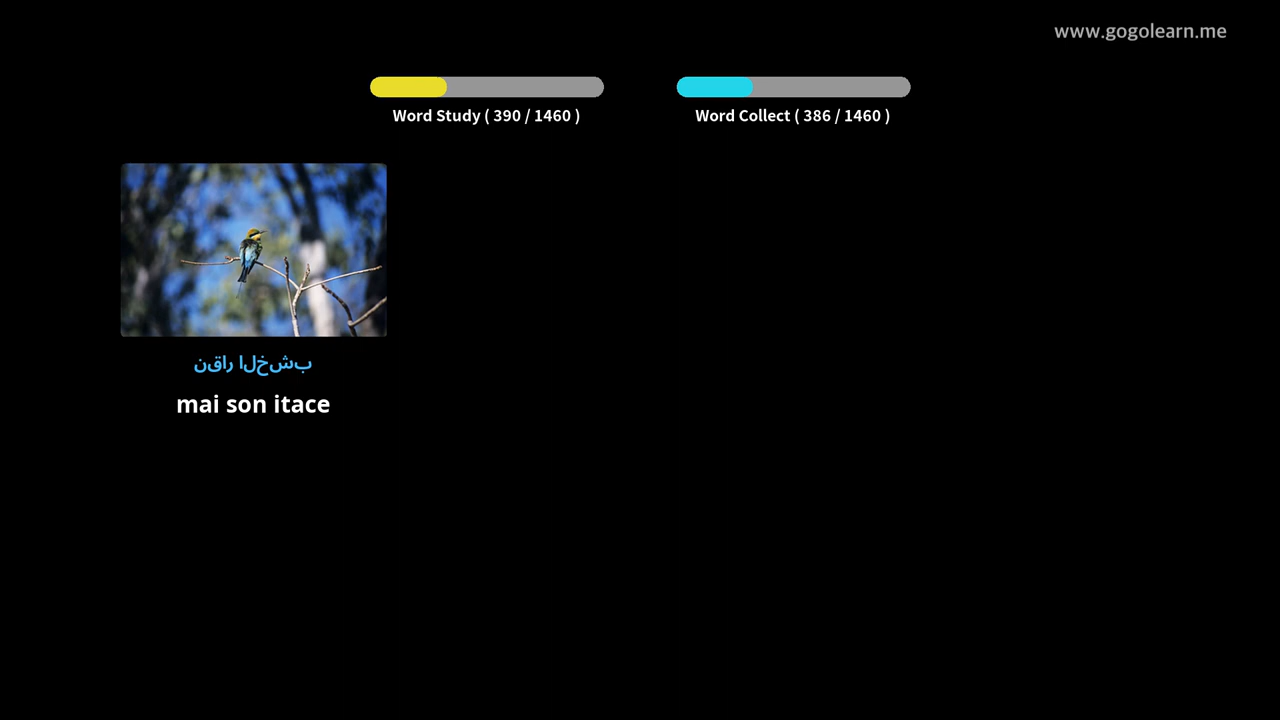 www.gogolearn.me
Word Study ( 390 / 1460 )
Word Collect ( 386 / 1460 )
نقار الخشب
mai son itace